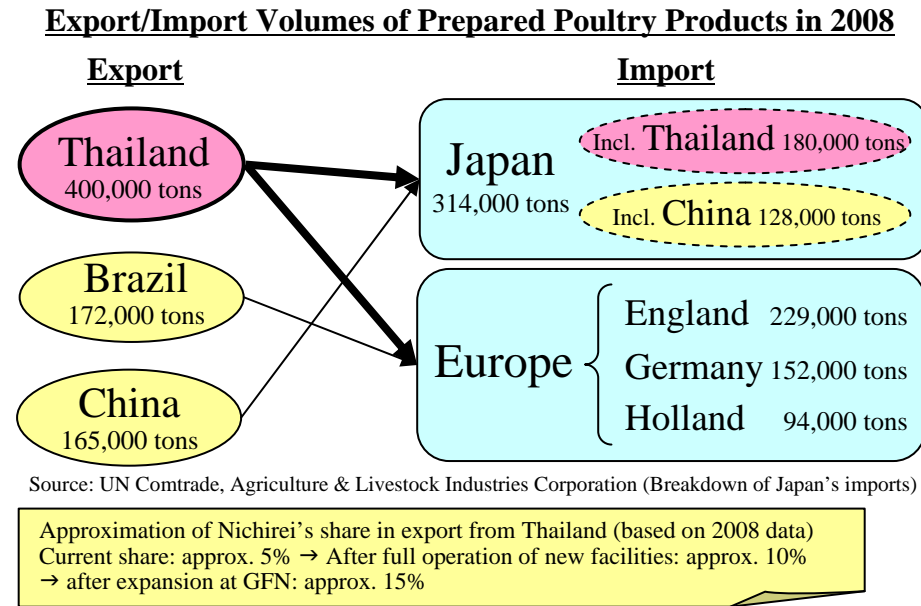 Export/Import Volumes of Prepared Poultry Products in 2008
Export
Import
Thailand
400,000 tons
Brazil
172,000 tons
China
165,000 tons
Japan
314,000 tons
Incl. Thailand 180,000 tons
Incl. China 128,000 tons
Europe
England 229,000 tons
Germany 152,000 tons
Holland 94,000 tons
Source: UN Comtrade, Agriculture & Livestock Industries Corporation (Breakdown of Japan’s imports)
Approximation of Nichirei’s share in export from Thailand (based on 2008 data)
Current share: approx. 5% → After full operation of new facilities: approx. 10%
→ after expansion at GFN: approx. 15%